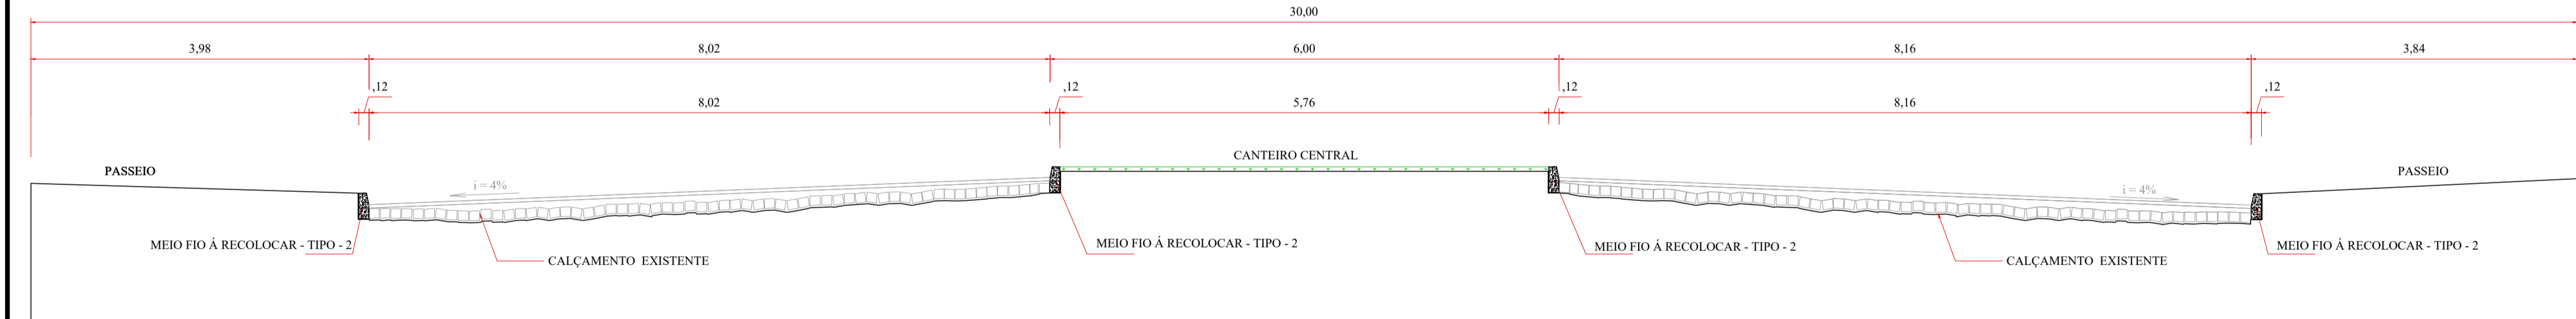 30,00
3,98
8,02
6,00
8,16
3,84
,12
,12
,12
,12
8,02
5,76
8,16
CANTEIRO CENTRAL
PASSEIO
PASSEIO
i = 4%
i = 4%
MEIO FIO Á RECOLOCAR - TIPO - 2
MEIO FIO Á RECOLOCAR - TIPO - 2
MEIO FIO Á RECOLOCAR - TIPO - 2
MEIO FIO Á RECOLOCAR - TIPO - 2
CALÇAMENTO EXISTENTE
CALÇAMENTO EXISTENTE